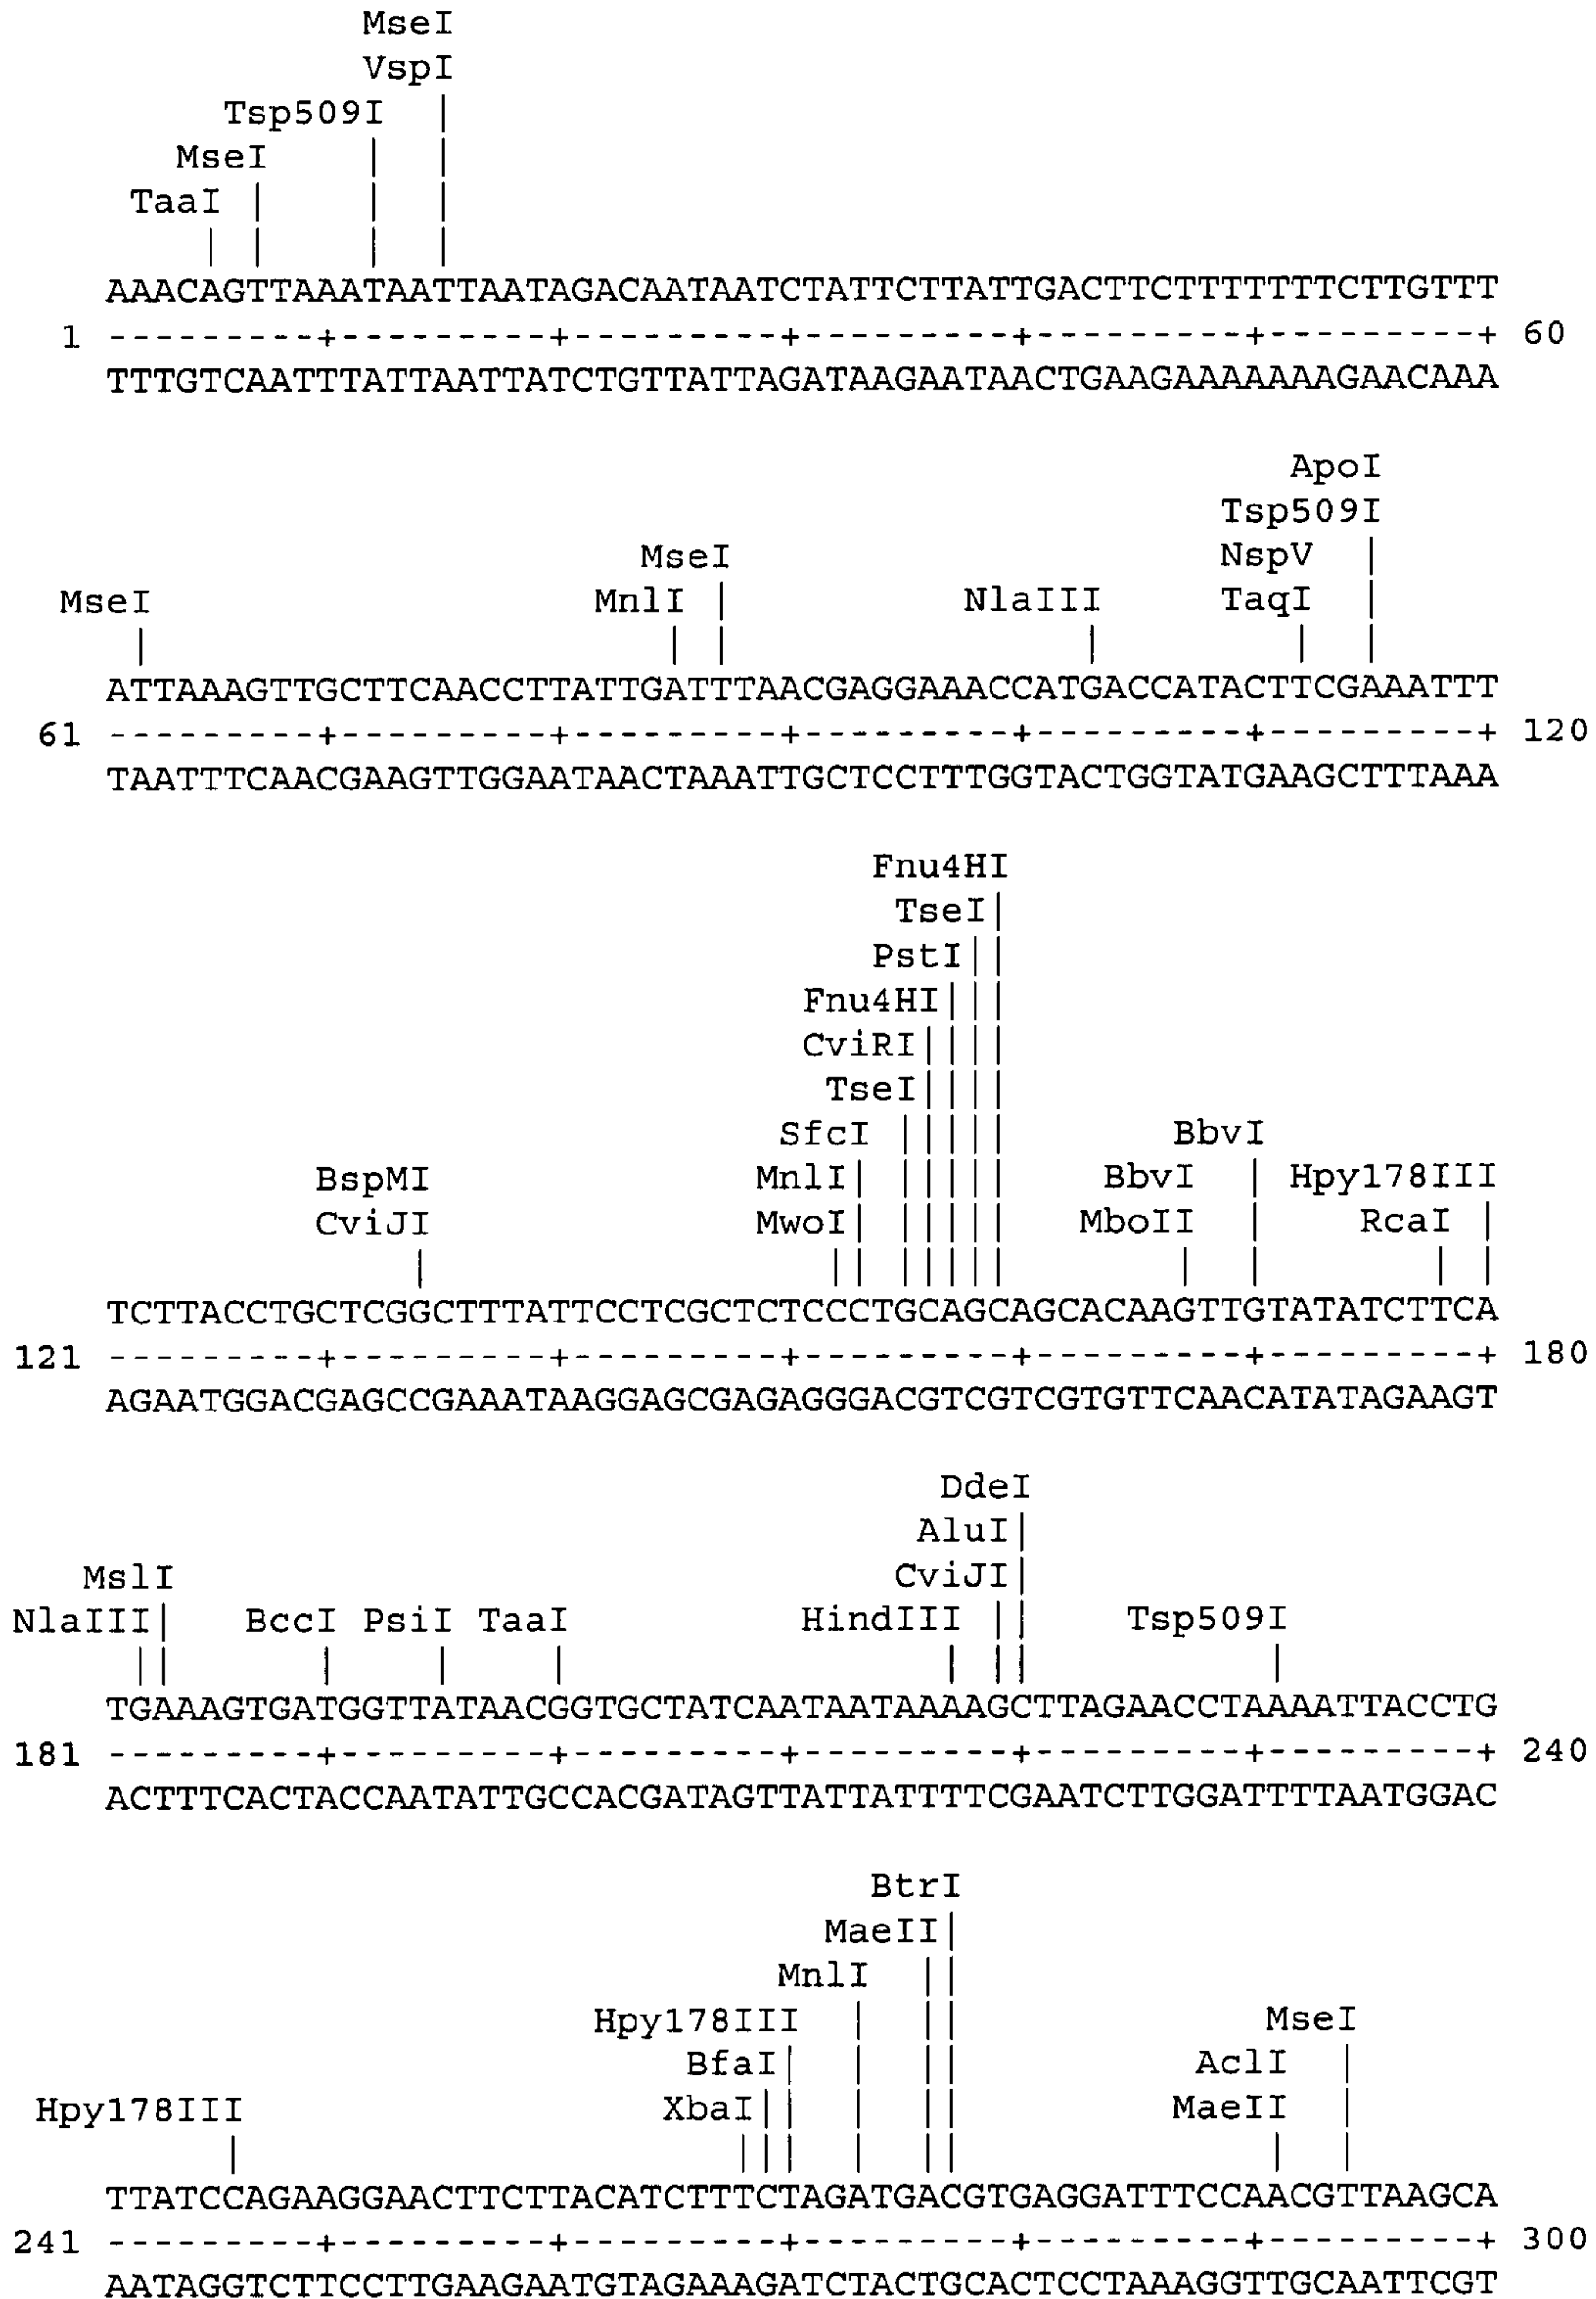 MseI
VspI
Tsp509I |
MseI | |
TaaI | | |
| | | |
AAACAGTTAAATAATTAATAGACAATAATCTATTCTTATTGACTTCTTTTTTTCTTGTTT
1 ---------+---------+---------+---------+---------+---------+ 60
TTTGTCAATTTATTAATTATCTGTTATTAGATAAGAATAACTGAAGAAAAAAAGAACAAA
ApoI
Tsp509I
MseI NspV |
MseI MnlI | NlaIII TaqI |
| | | | | |
ATTAAAGTTGCTTCAACCTTATTGATTTAACGAGGAAACCATGACCATACTTCGAAATTT
61 ---------+---------+---------+---------+---------+---------+ 120
TAATTTCAACGAAGTTGGAATAACTAAATTGCTCCTTTGGTACTGGTATGAAGCTTTAAA
Fnu4HI
TseI|
PstI||
Fnu4HI|||
CviRI||||
TseI||||
SfcI ||||| BbvI
BspMI MnlI| ||||| BbvI | Hpy178III
CviJI MwoI| ||||| MboII | RcaI |
| || ||||| | | | |
TCTTACCTGCTCGGCTTTATTCCTCGCTCTCCCTGCAGCAGCACAAGTTGTATATCTTCA
121 ---------+---------+---------+---------+---------+---------+ 180
AGAATGGACGAGCCGAAATAAGGAGCGAGAGGGACGTCGTCGTGTTCAACATATAGAAGT
DdeI
AluI|
MslI CviJI|
NlaIII| BccI PsiI TaaI HindIII || Tsp509I
|| | | | | || |
TGAAAGTGATGGTTATAACGGTGCTATCAATAATAAAAGCTTAGAACCTAAAATTACCTG
181 ---------+---------+---------+---------+---------+---------+ 240
ACTTTCACTACCAATATTGCCACGATAGTTATTATTTTCGAATCTTGGATTTTAATGGAC
BtrI
MaeII|
MnlI ||
Hpy178III | || MseI
BfaI| | || AclI |
Hpy178III XbaI|| | || MaeII |
| ||| | || | |
TTATCCAGAAGGAACTTCTTACATCTTTCTAGATGACGTGAGGATTTCCAACGTTAAGCA
241 ---------+---------+---------+---------+---------+---------+ 300
AATAGGTCTTCCTTGAAGAATGTAGAAAGATCTACTGCACTCCTAAAGGTTGCAATTCGT